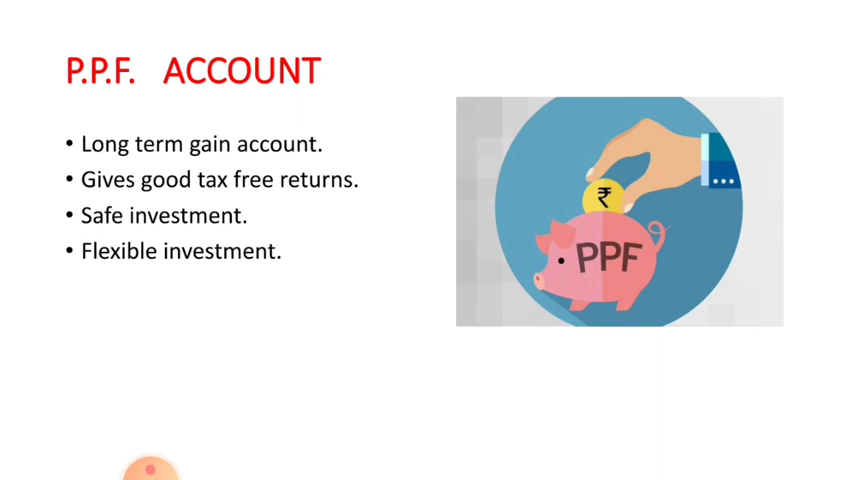 P.P.F. ACCOUNT
• Long term gain account.
• Gives good tax free returns.
• Safe investment.
• Flexible investment.
₹
PPF